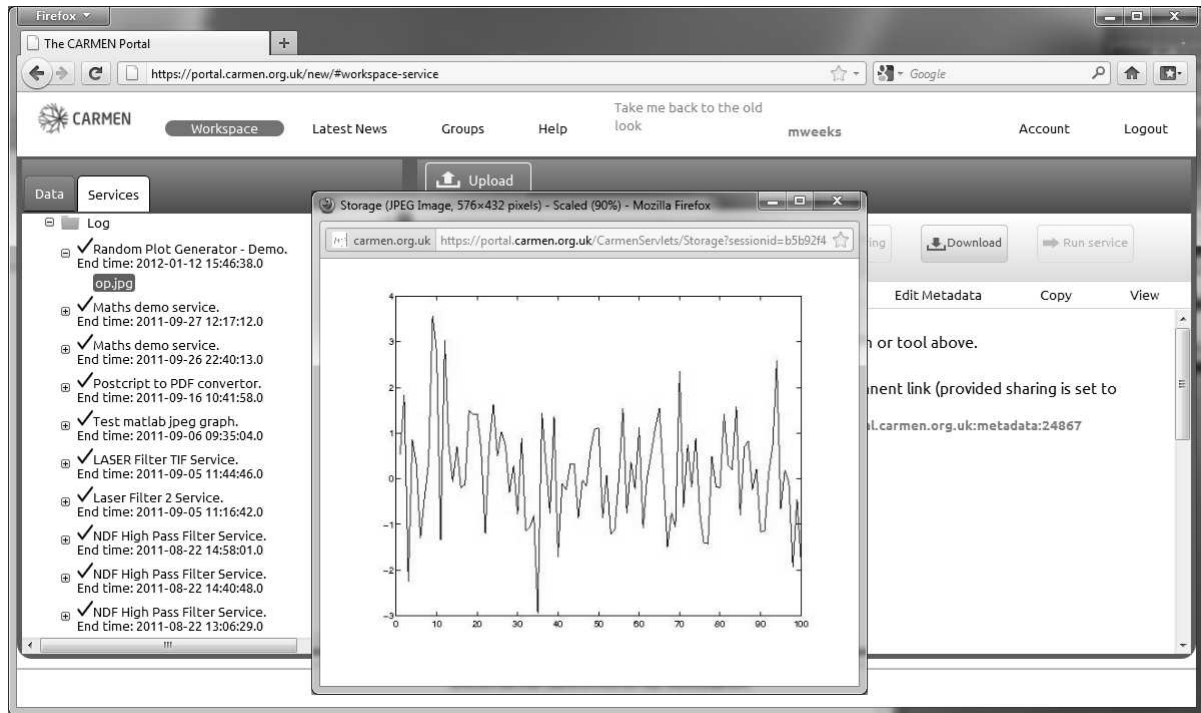 Firefox
The CARMEN Portal
https://portal.carmen.org.uk/new/#workspace-service
Google
CARMEN
Workspace
Latest News
Groups
Help
Take me back to the old
look
mweeks
Account
Logout
Upload
Data
Services
Log
Random Plot Generator - Demo.
End time: 2012-01-12 15:46:38.0
op.jpg
Maths demo service.
End time: 2011-09-27 12:17:12.0
Maths demo service.
End time: 2011-09-26 22:40:13.0
Postcript to PDF convertor.
End time: 2011-09-16 10:41:58.0
Test matlab jpeg graph.
End time: 2011-09-06 09:35:04.0
LASER Filter TIF Service.
End time: 2011-09-05 11:44:46.0
Laser Filter 2 Service.
End time: 2011-09-05 11:16:42.0
NDF High Pass Filter Service.
End time: 2011-08-22 14:58:01.0
NDF High Pass Filter Service.
End time: 2011-08-22 14:40:48.0
NDF High Pass Filter Service.
End time: 2011-08-22 13:06:29.0
Storage (JPEG Image, 576×432 pixels) - Scaled (90%) - Mozilla Firefox
carmen.org.uk https://portal.carmen.org.uk/CarmenServlets/Storage?sessionid=b5b92f4
4
3
2
1
0
-1
-2
-3
0 10 20 30 40 50 60 70 80 90 100
Download
Run service
Edit Metadata
Copy
View
or tool above.
link (provided sharing is set to
.carmen.org.uk:metadata:24867